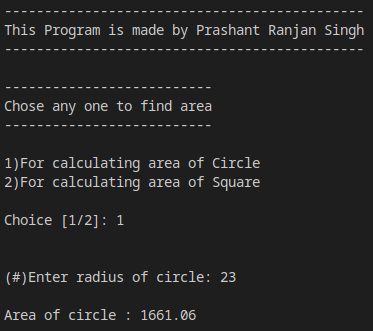 ---------------------------------------------
This Program is made by Prashant Ranjan Singh
---------------------------------------------
--------------------------
Chose any one to find area
--------------------------
1)For calculating area of Circle
2)For calculating area of Square
Choice [1/2]: 1
(#)Enter radius of circle: 23
Area of circle : 1661.06